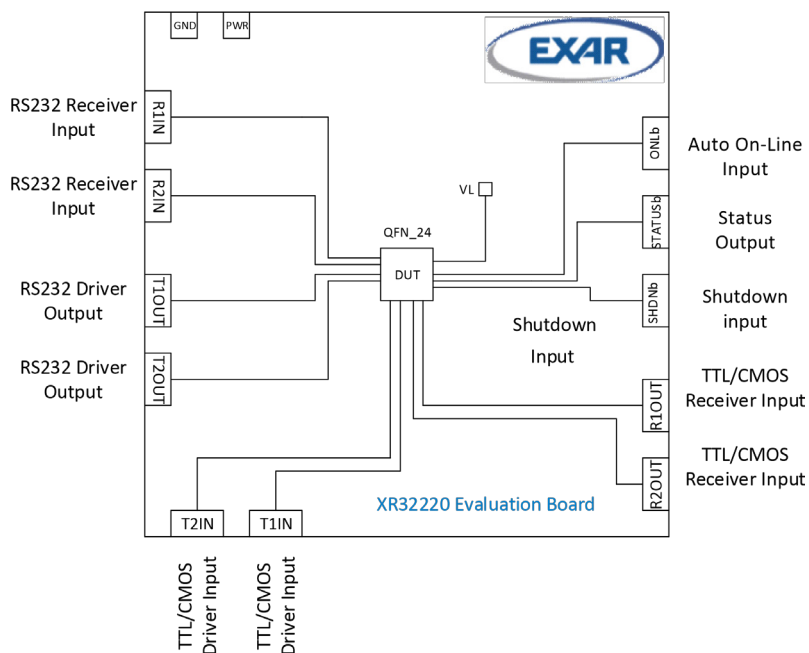 GND
PWR
EXAR
RS232 Receiver
Input
R1IN
RS232 Receiver
Input
R2IN
RS232 Driver
Output
T1OUT
RS232 Driver
Output
T2OUT
VL
QFN_24
DUT
ONLb
Auto On-Line
Input
STATUSb
Status
Output
SHDNb
Shutdown
input
Shutdown
Input
R1OUT
TTL/CMOS
Receiver Input
R2OUT
TTL/CMOS
Receiver Input
XR32220 Evaluation Board
T2IN
T1IN
TTL/CMOS
Driver Input
TTL/CMOS
Driver Input